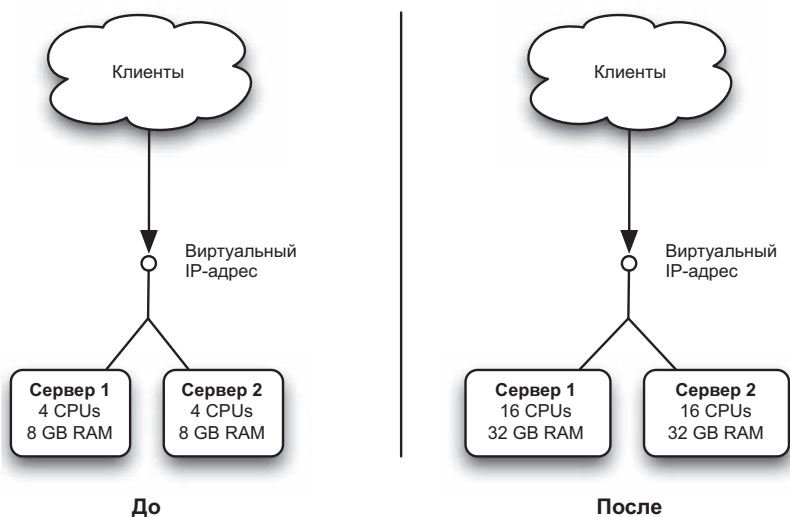 Клиенты
Виртуальный
IP-адрес
Сервер 1
4 CPUs
8 GB RAM
Сервер 2
4 CPUs
8 GB RAM
До
Клиенты
Виртуальный
IP-адрес
Сервер 1
16 CPUs
32 GB RAM
Сервер 2
16 CPUs
32 GB RAM
После